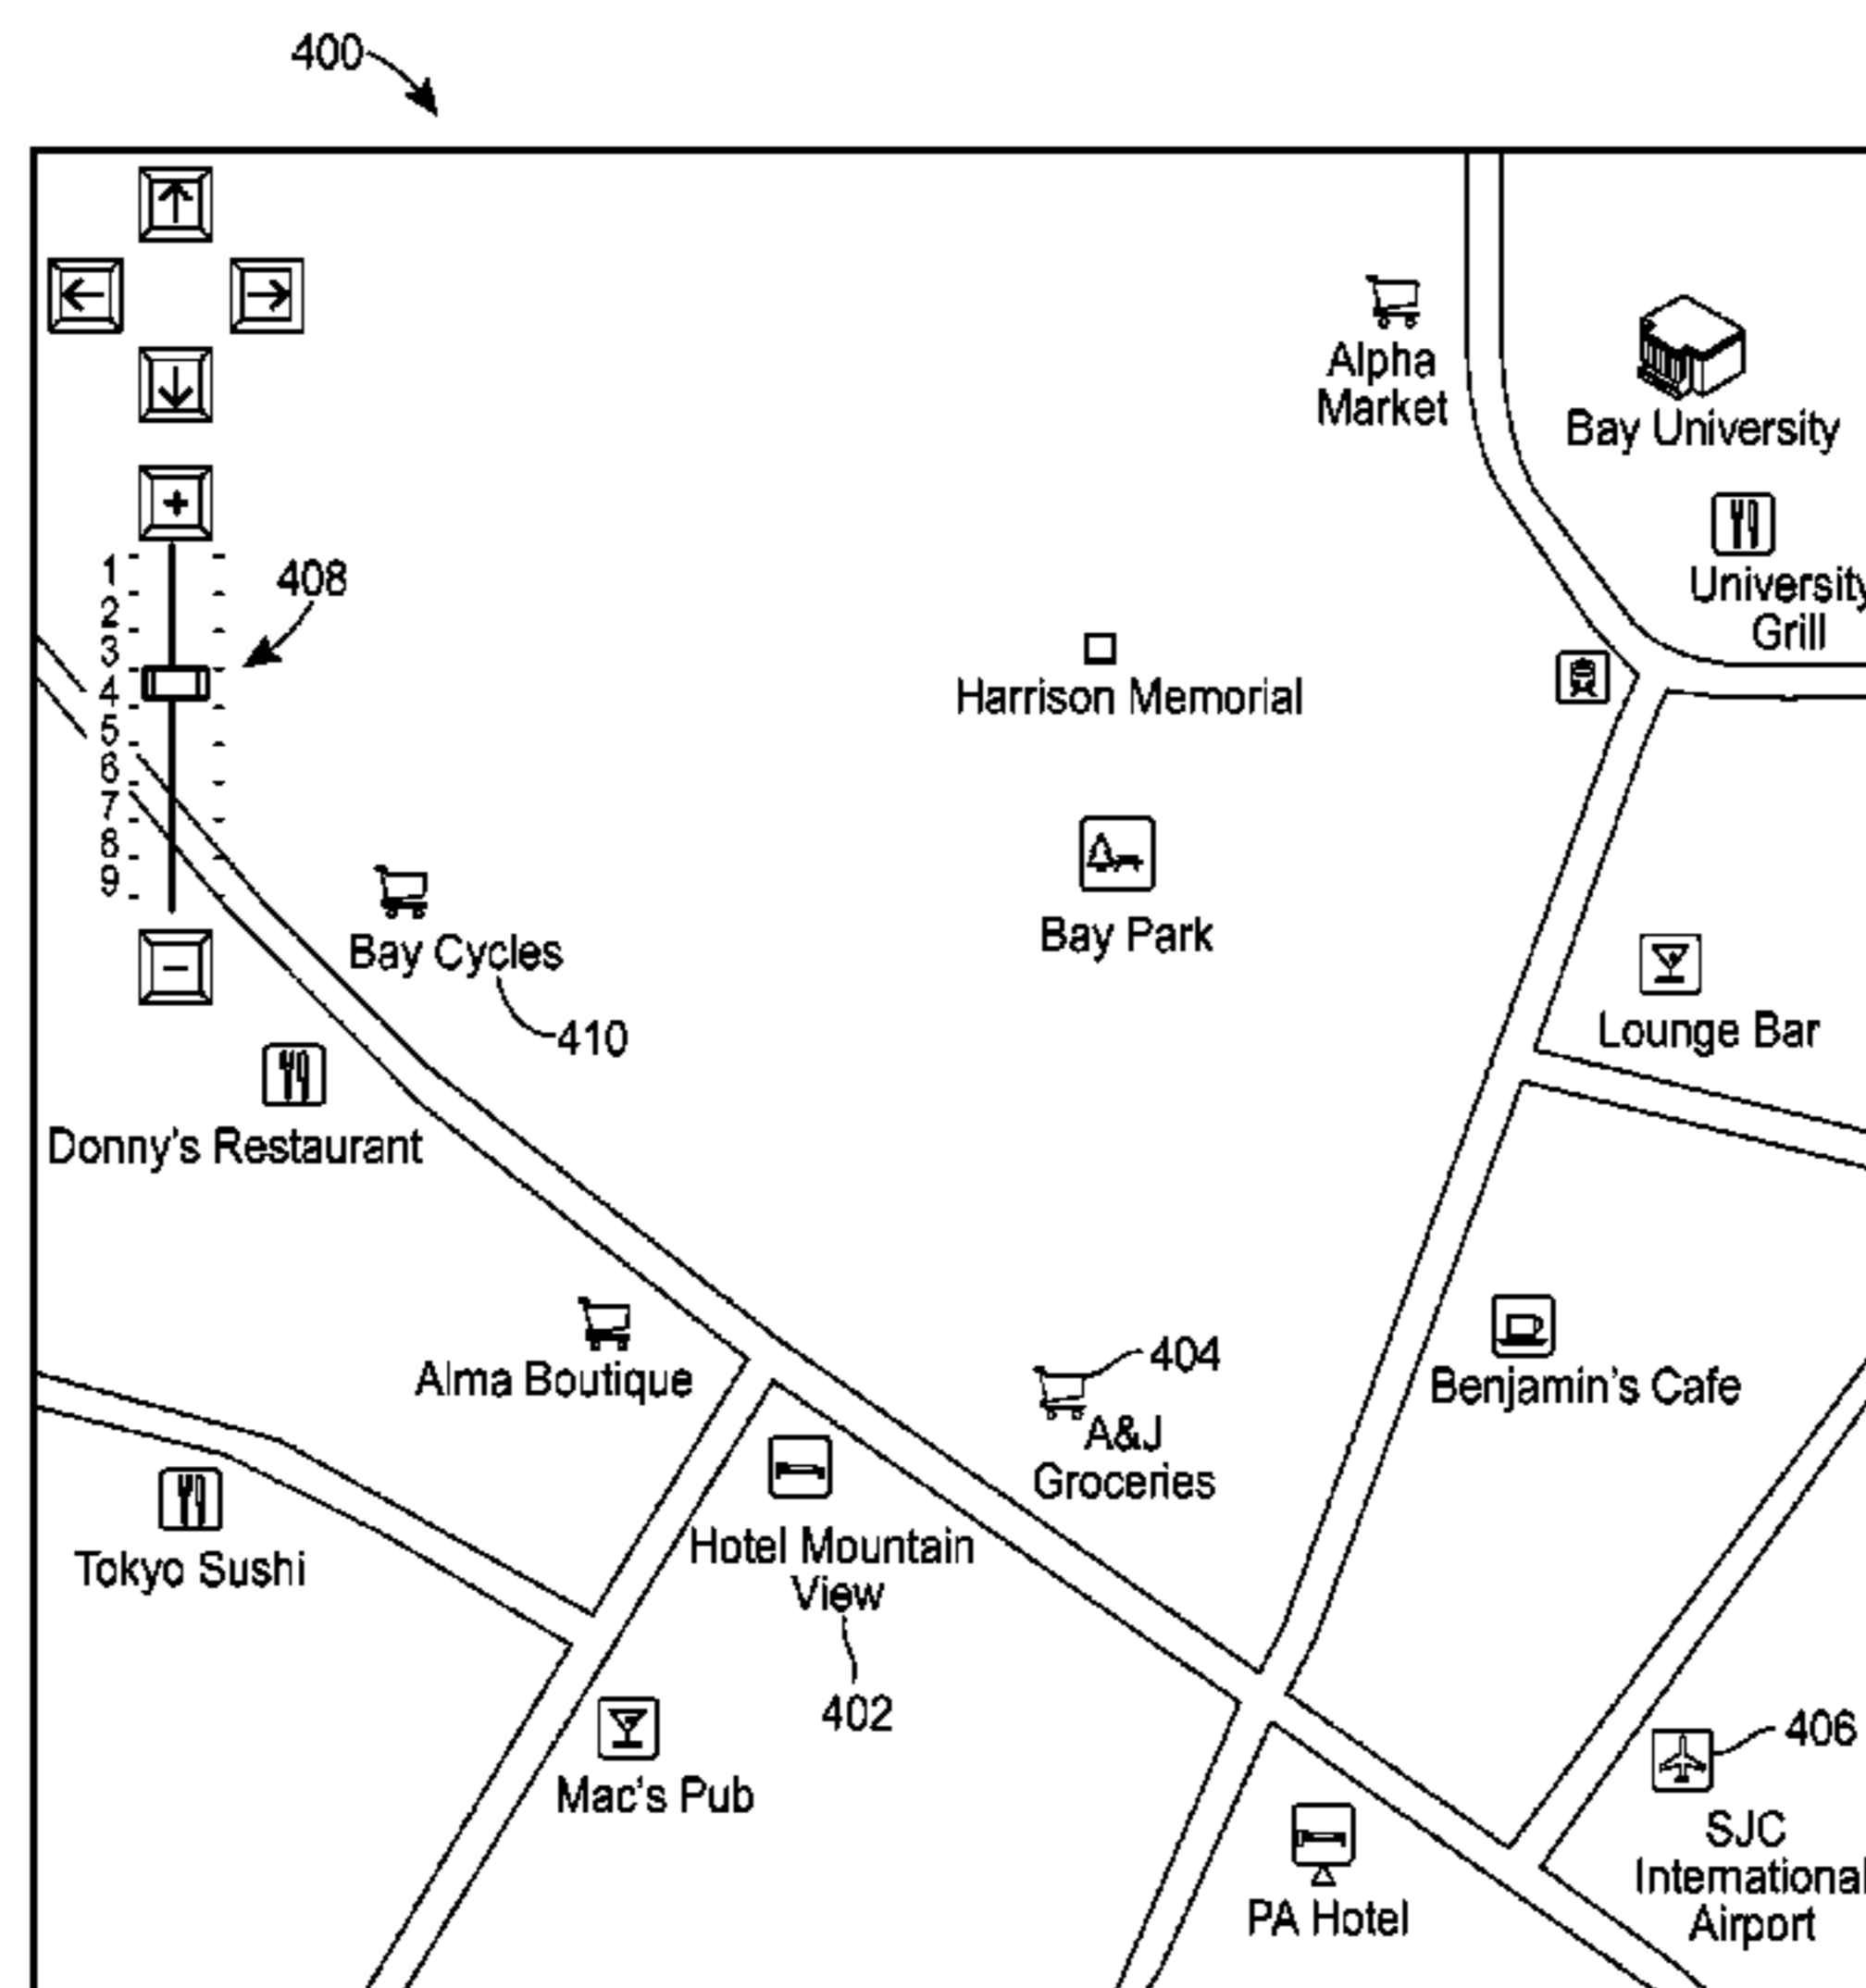 400
+
1
2
3
4
5
6
7
8
9
−
408
Alpha
Market
Bay University
University
Grill
Harrison Memorial
Bay Park
Bay Cycles
410
Lounge Bar
Donny's Restaurant
Alma Boutique
404
A&J
Groceries
Benjamin's Cafe
Tokyo Sushi
Hotel Mountain
View
402
Mac's Pub
406
SJC
International
Airport
PA Hotel